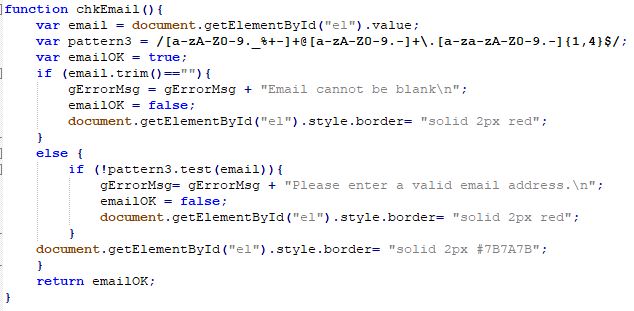 function chkEmail(){
var email = document.getElementById("el").value;
var pattern3 = /[a-zA-Z0-9._%+-]+@[a-zA-Z0-9.-]+\.[a-za-zA-Z0-9.-]{1,4}$/;
var emailOK = true;
if (email.trim()==""){
gErrorMsg = gErrorMsg + "Email cannot be blank\n";
emailOK = false;
document.getElementById("el").style.border= "solid 2px red";
}
else {
if (!pattern3.test(email)){
gErrorMsg= gErrorMsg + "Please enter a valid email address.\n";
emailOK = false;
document.getElementById("el").style.border= "solid 2px red";
}
document.getElementById("el").style.border= "solid 2px #7B7A7B";
}
return emailOK;
}